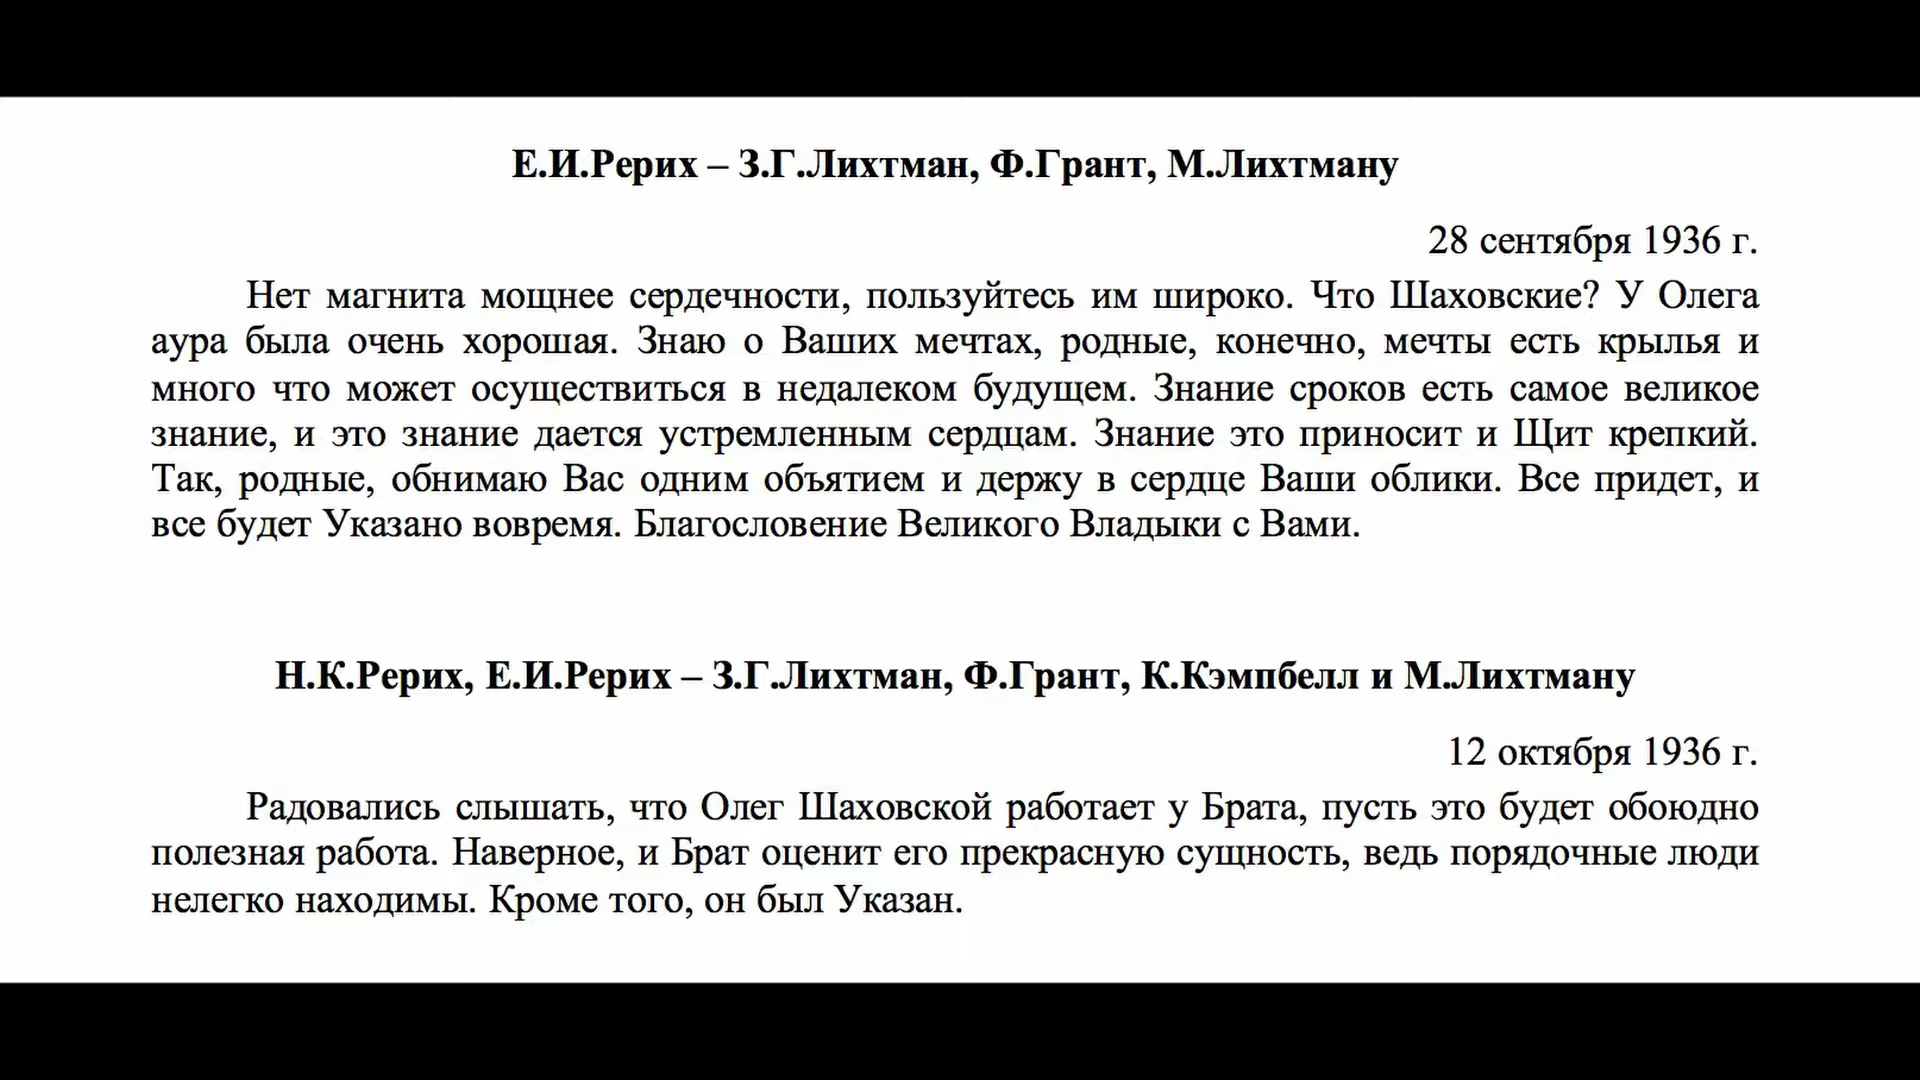 Е.И.Рерих – З.Г.Лихтман, Ф.Грант, М.Лихтману
28 сентября 1936 г.
Нет магнита мощнее сердечности, пользуйтесь им широко. Что Шаховские? У Олега
аура была очень хорошая. Знаю о Ваших мечтах, родные, конечно, мечты есть крылья и
много что может осуществиться в недалеком будущем. Знание сроков есть самое великое
знание, и это знание дается устремленным сердцам. Знание это приносит и Щит крепкий.
Так, родные, обнимаю Вас одним объятием и держу в сердце Ваши облики. Все придет, и
все будет Указано вовремя. Благословение Великого Владыки с Вами.
Н.К.Рерих, Е.И.Рерих – З.Г.Лихтман, Ф.Грант, К.Кэмпбелл и М.Лихтману
12 октября 1936 г.
Радовались слышать, что Олег Шаховской работает у Брата, пусть это будет обоюдно
полезная работа. Наверное, и Брат оценит его прекрасную сущность, ведь порядочные люди
нелегко находимы. Кроме того, он был Указан.